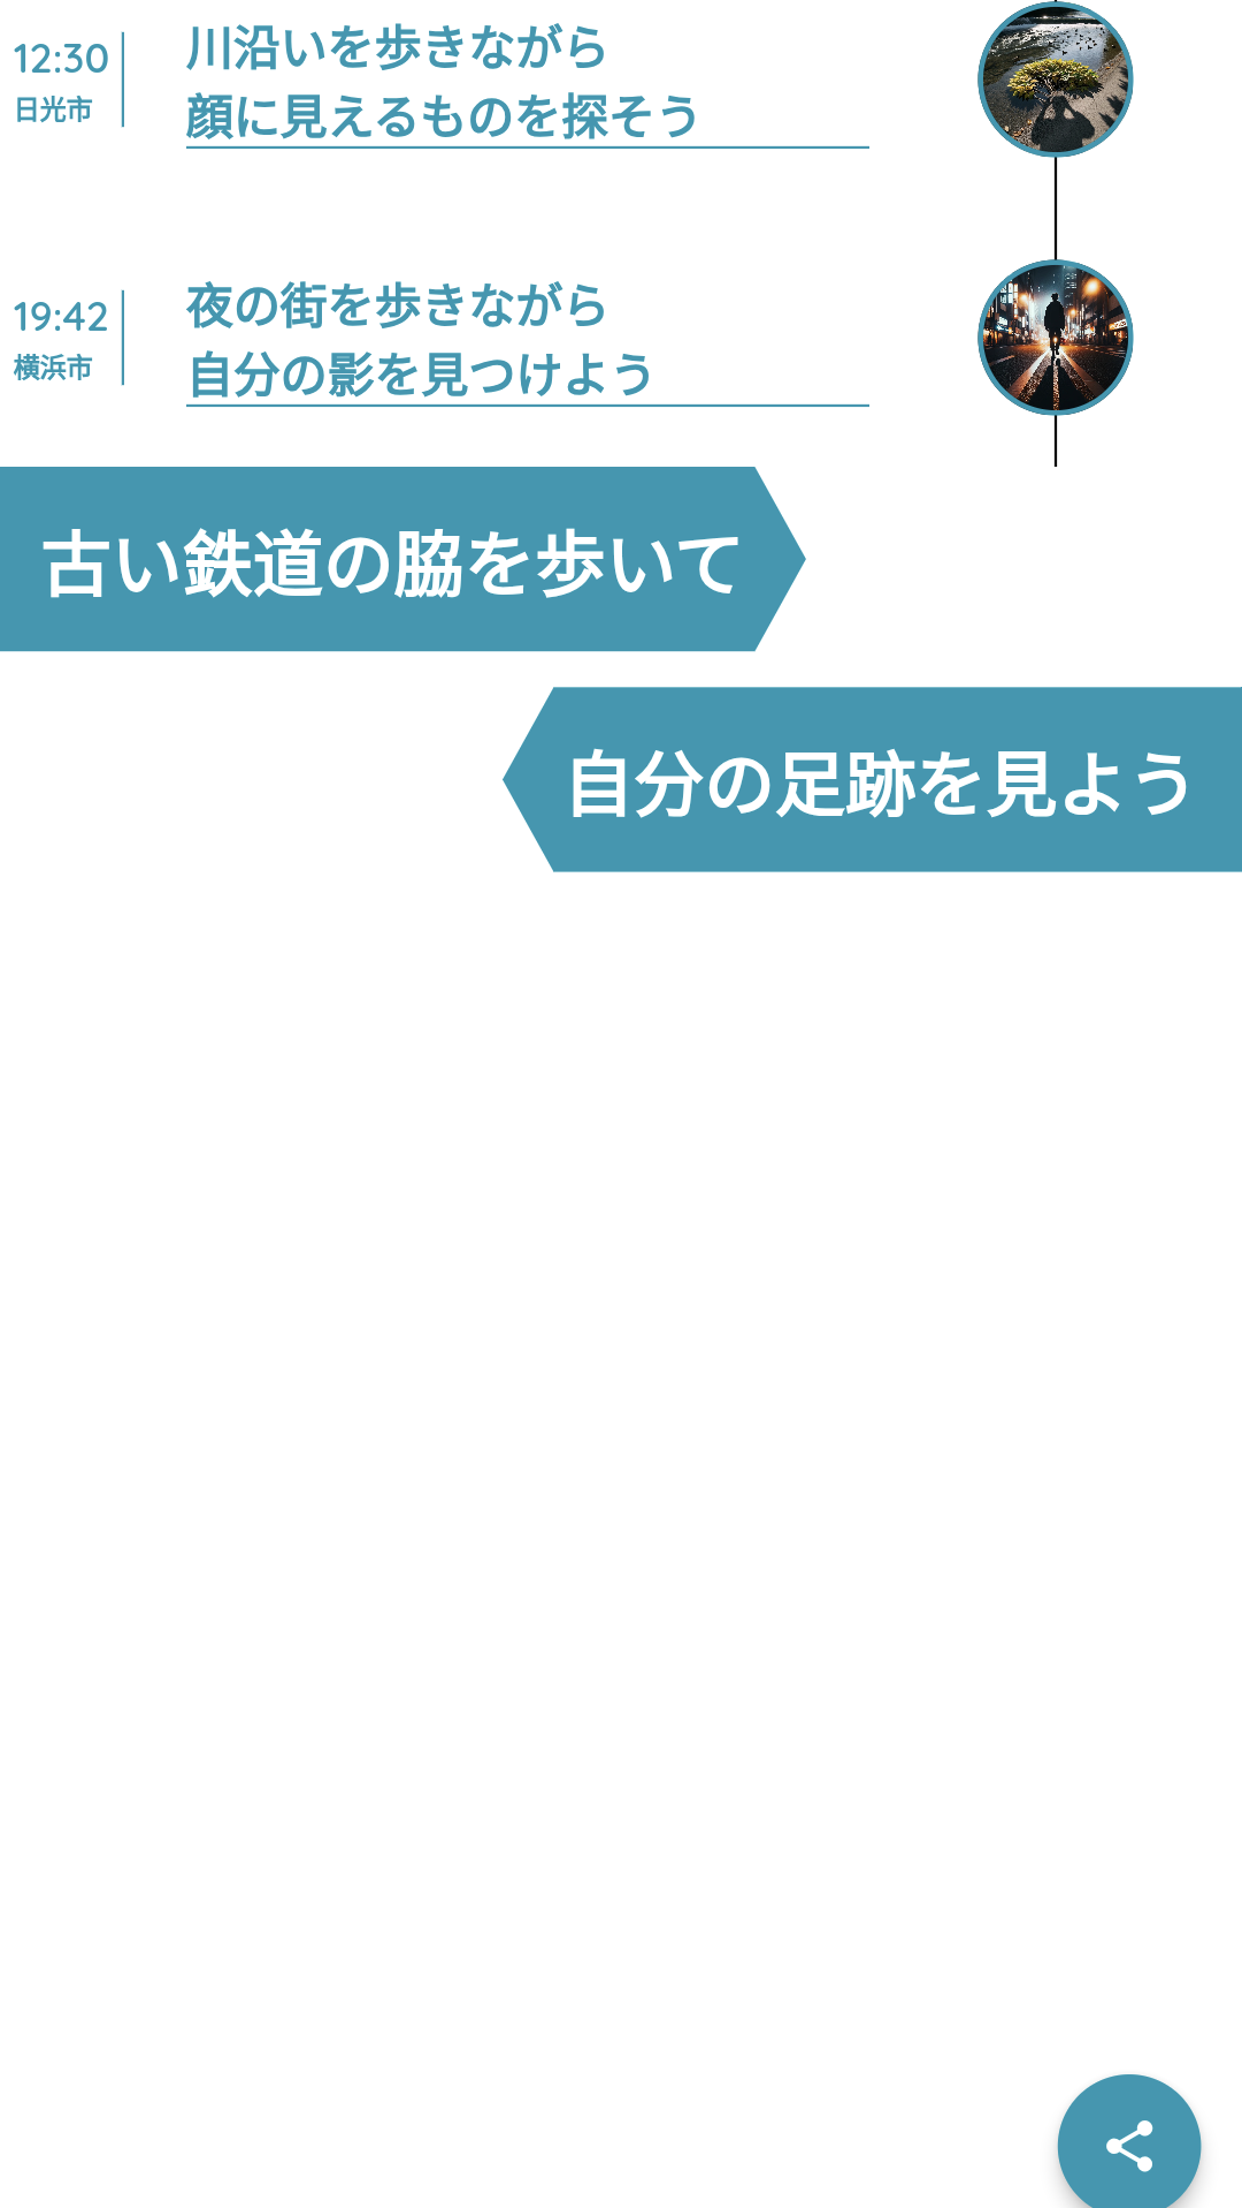 12:30
日光市
川沿いを歩きながら
顔に見えるものを探そう
19:42
横浜市
夜の街を歩きながら
自分の影を見つけよう
古い鉄道の脇を歩いて
自分の足跡を見よう